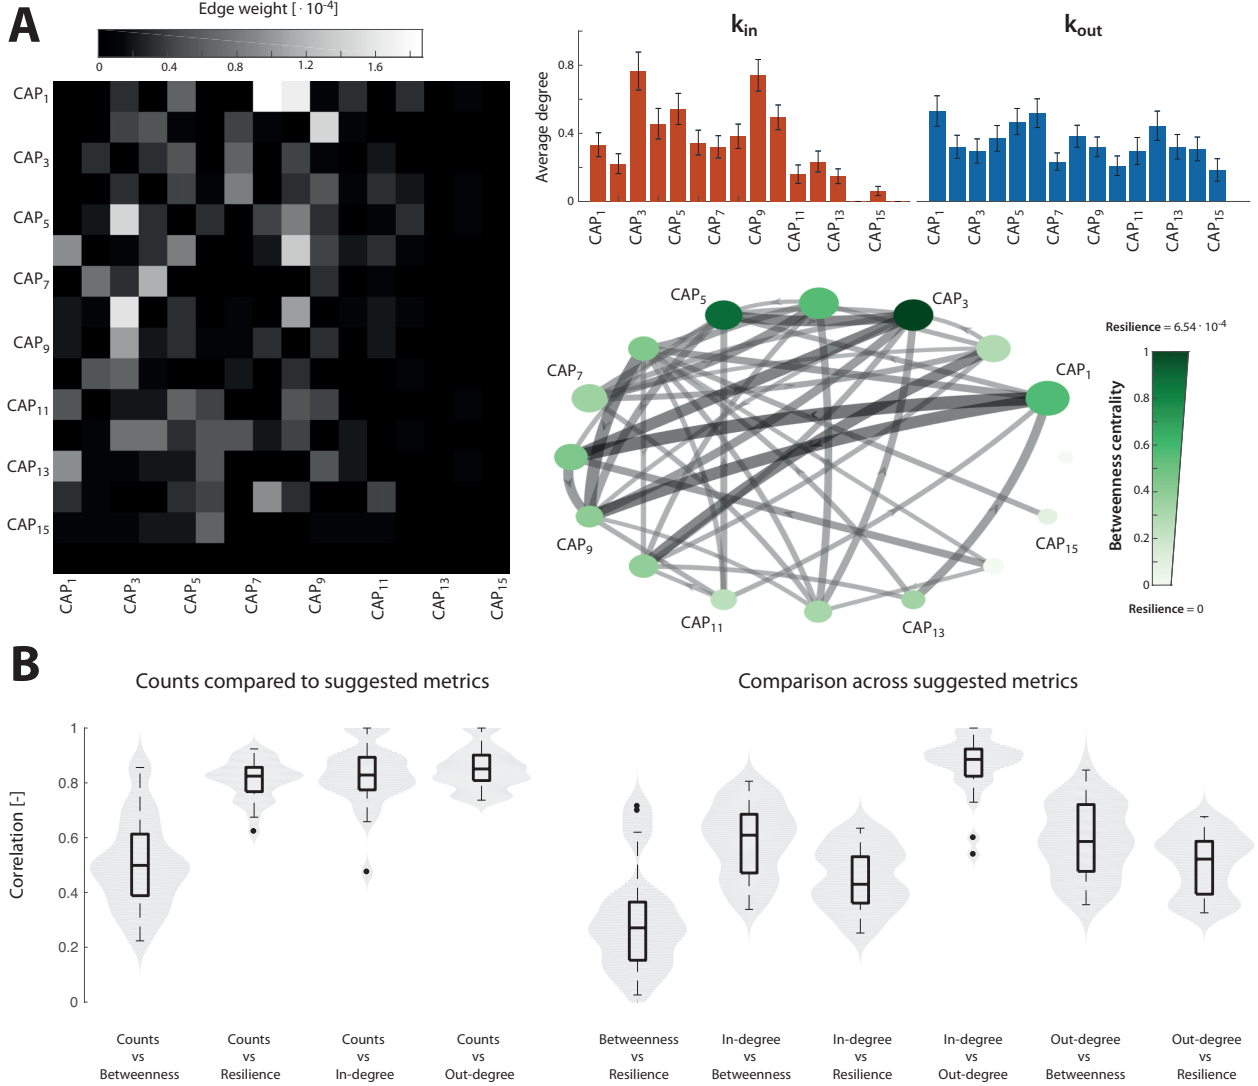 A
Edge weight [ · 10-4]
0 0.4 0.8 1.2 1.6
CAP1
CAP3
CAP5
CAP7
CAP9
CAP11
CAP13
CAP15
CAP1 CAP3 CAP5 CAP7 CAP9 CAP11 CAP13 CAP15
kin
kout
Average degree
0.8
0.4
0
CAP1 CAP3 CAP5 CAP7 CAP9 CAP11 CAP13 CAP15
CAP1 CAP3 CAP5 CAP7 CAP9 CAP11 CAP13 CAP15
CAP5
CAP3
CAP7
CAP1
CAP9
CAP15
CAP11
CAP13
Resilience = 6.54 · 10-4
Betweenness centrality
1
0.8
0.6
0.4
0.2
0
Resilience = 0
B
Counts compared to suggested metrics
Comparison across suggested metrics
Correlation [-]
1
0.8
0.6
0.4
0.2
0
Counts
vs
Betweenness
Counts
vs
Resilience
Counts
vs
In-degree
Counts
vs
Out-degree
Betweenness
vs
Resilience
In-degree
vs
Betweenness
In-degree
vs
Resilience
In-degree
vs
Out-degree
Out-degree
vs
Betweenness
Out-degree
vs
Resilience